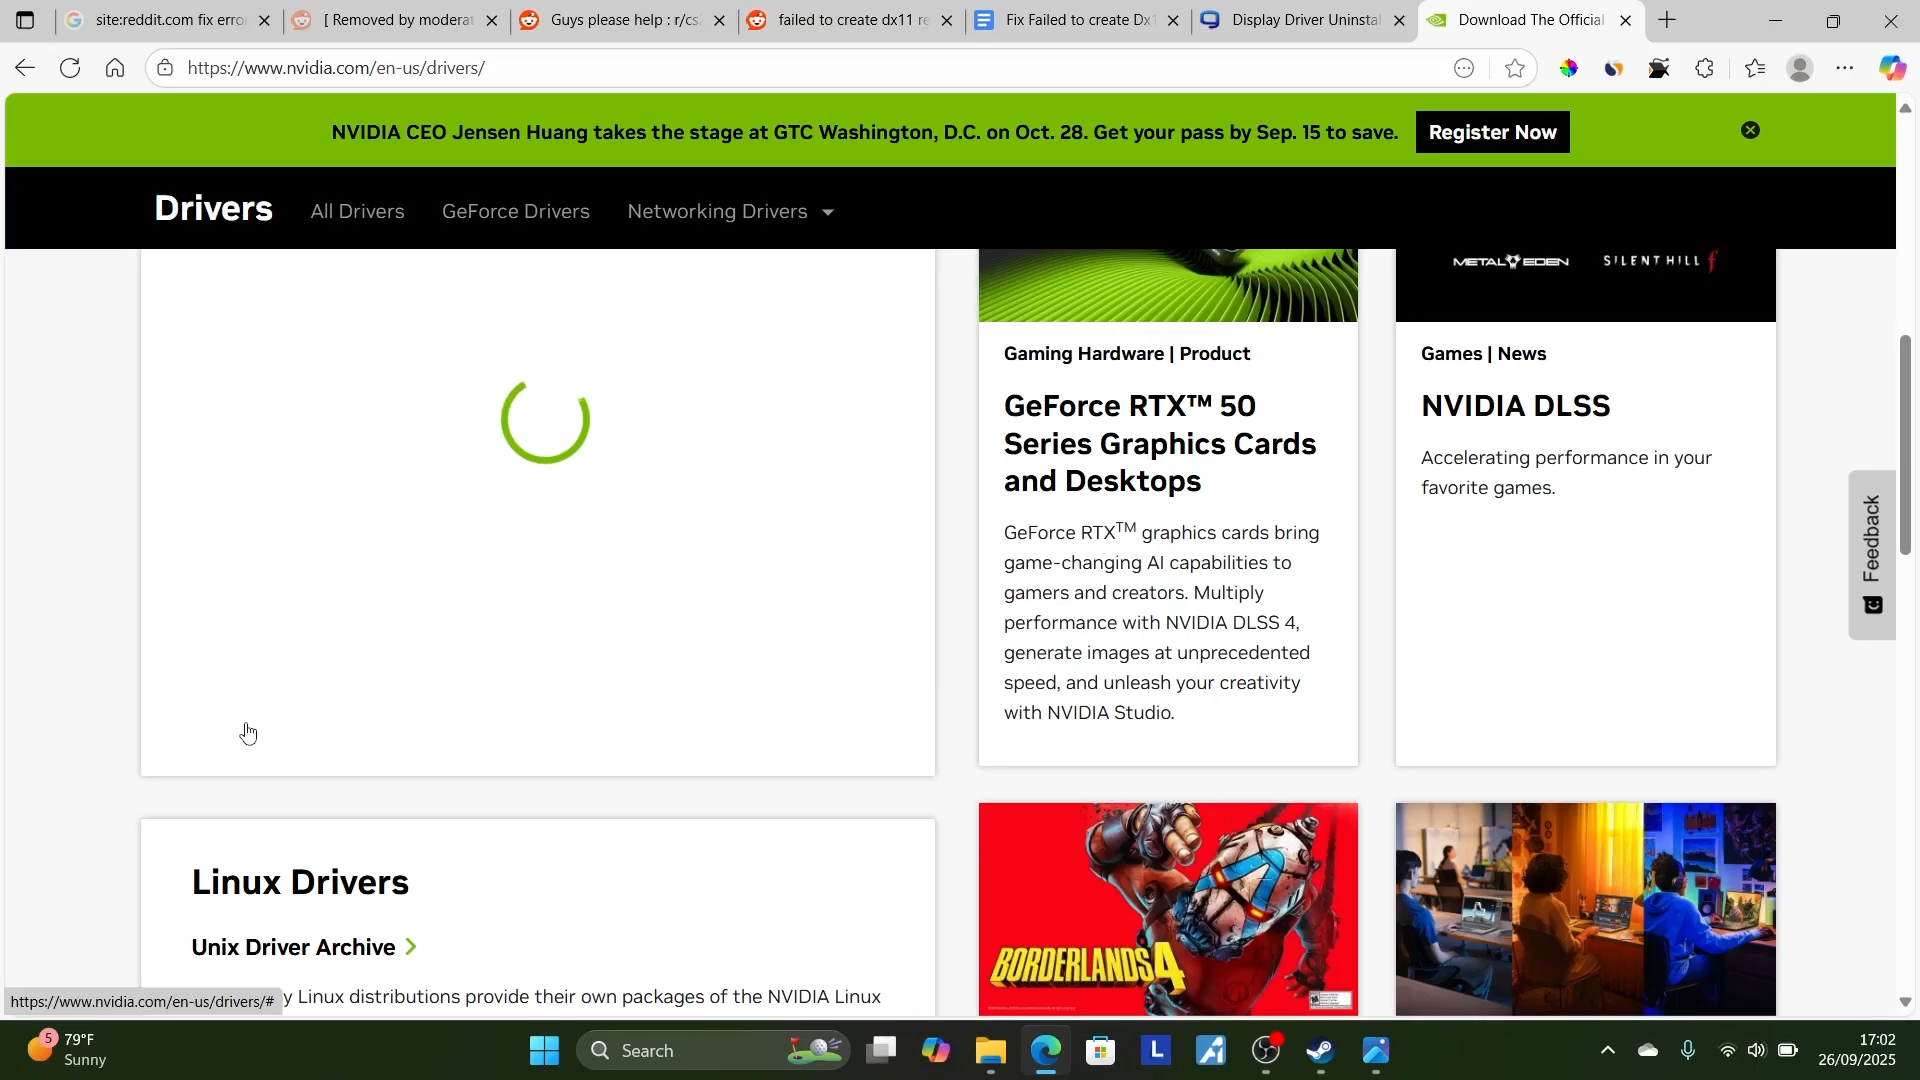 site:reddit.com fix erro
[ Removed by moderat
Guys please help : r/cs
failed to create dx11 re
Fix Failed to create Dx1
Display Driver Uninstal
Download The Official
https://www.nvidia.com/en-us/drivers/
NVIDIA CEO Jensen Huang takes the stage at GTC Washington, D.C. on Oct. 28. Get your pass by Sep. 15 to save.
Register Now
Drivers
All Drivers
GeForce Drivers
Networking Drivers
METAL EDEN
SILENT HILL f
Gaming Hardware | Product
GeForce RTX™ 50
Series Graphics Cards
and Desktops
GeForce RTXTM graphics cards bring
game-changing AI capabilities to
gamers and creators. Multiply
performance with NVIDIA DLSS 4,
generate images at unprecedented
speed, and unleash your creativity
with NVIDIA Studio.
Games | News
NVIDIA DLSS
Accelerating performance in your
favorite games.
Feedback
Linux Drivers
Unix Driver Archive
y Linux distributions provide their own packages of the NVIDIA Linux
BORDERLANDS 4
https://www.nvidia.com/en-us/drivers/#
5
79°F
Sunny
Search
L
17:02
26/09/2025